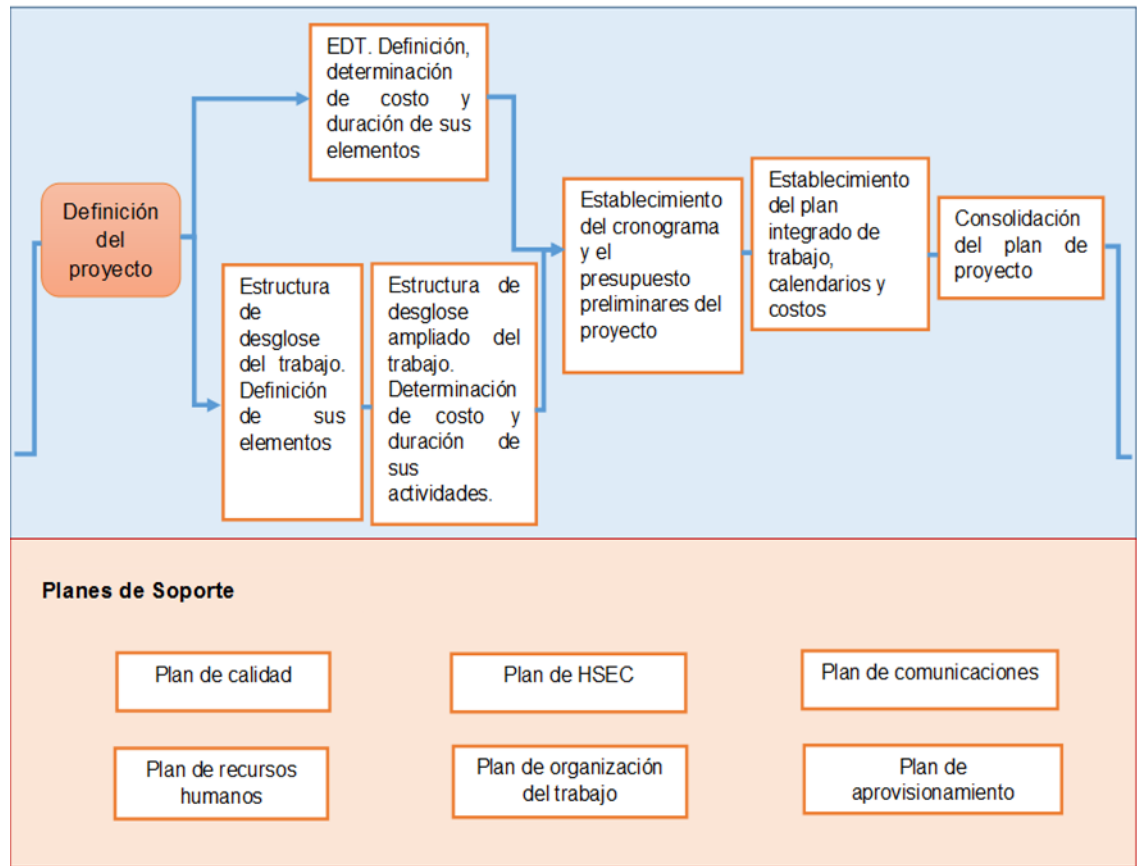 EDT. Definición,
determinación
de costo y
duración de sus
elementos
Definición
del
proyecto
Estructura
de
desglose
del trabajo.
Definición
de sus
elementos
Estructura de
desglose
ampliado del
trabajo.
Determinación
de costo y
duración de
sus
actividades.
Establecimiento
del cronograma
y el
presupuesto
preliminares del
proyecto
Establecimiento
del plan
integrado de
trabajo,
calendarios y
costos
Consolidación
del plan de
proyecto
Planes de Soporte
Plan de calidad
Plan de HSEC
Plan de comunicaciones
Plan de recursos
humanos
Plan de organización
del trabajo
Plan de
aprovisionamiento